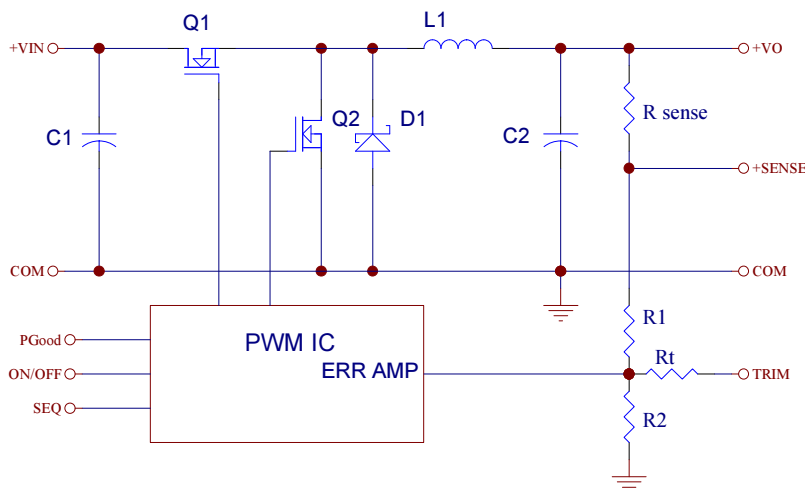 Q1
L1
+VIN
+VO
C1
Q2
D1
C2
R sense
+SENSE
COM
COM
PGood
PWM IC
R1
ON/OFF
ERR AMP
Rt
TRIM
SEQ
R2